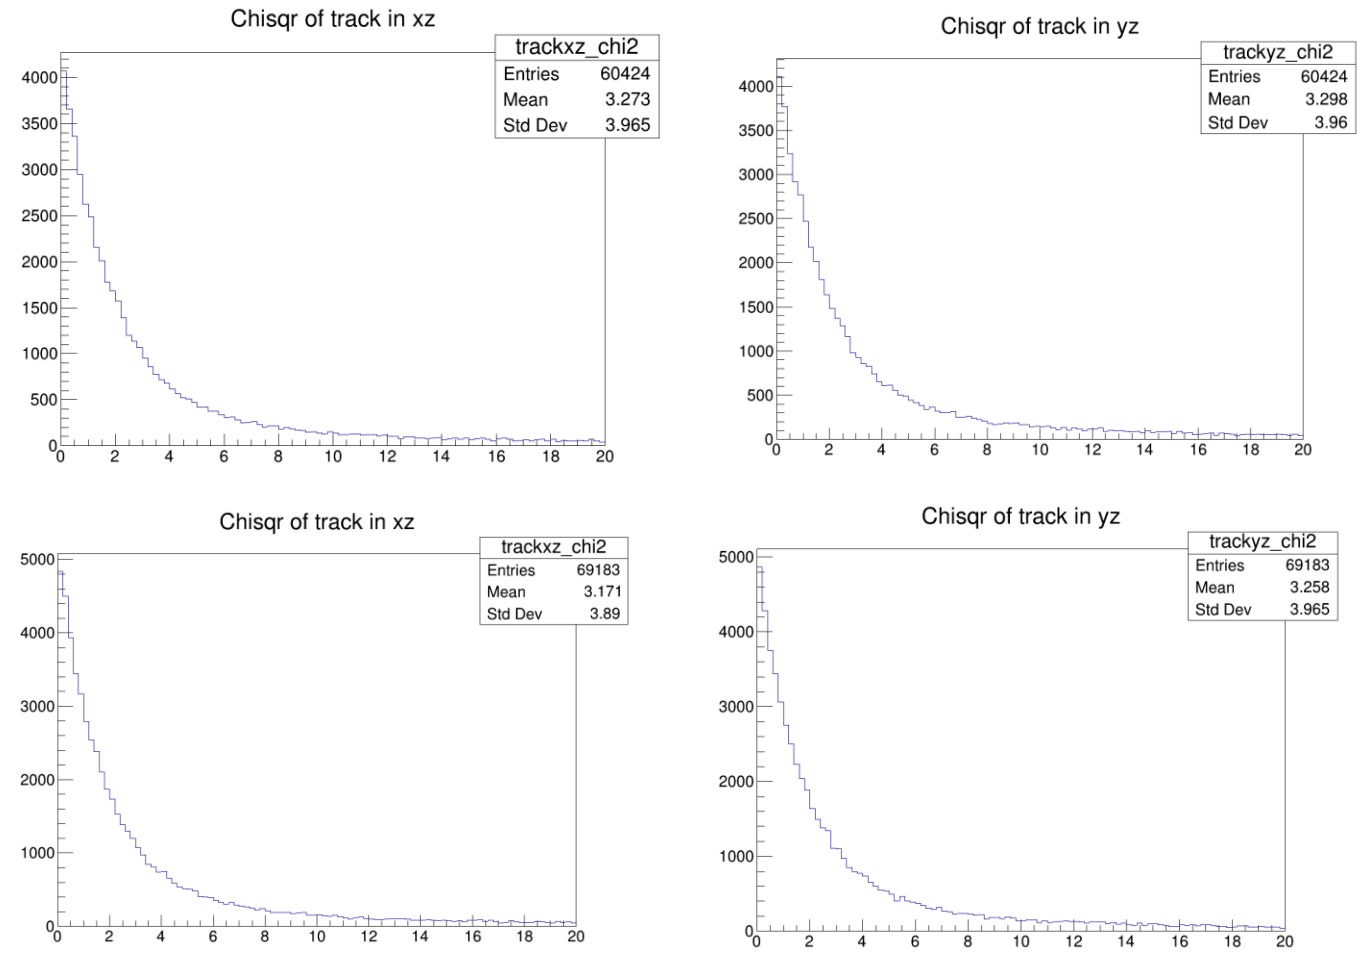 Chisqr of track in xz
trackxz_chi2
Entries 60424
Mean 3.273
Std Dev 3.965
4000
3500
3000
2500
2000
1500
1000
500
0
0 2 4 6 8 10 12 14 16 18 20
Chisqr of track in yz
trackyz_chi2
Entries 60424
Mean 3.298
Std Dev 3.96
4000
3500
3000
2500
2000
1500
1000
500
0
0 2 4 6 8 10 12 14 16 18 20
Chisqr of track in xz
trackxz_chi2
Entries 69183
Mean 3.171
Std Dev 3.89
5000
4000
3000
2000
1000
0
0 2 4 6 8 10 12 14 16 18 20
Chisqr of track in yz
trackyz_chi2
Entries 69183
Mean 3.258
Std Dev 3.965
5000
4000
3000
2000
1000
0
0 2 4 6 8 10 12 14 16 18 20